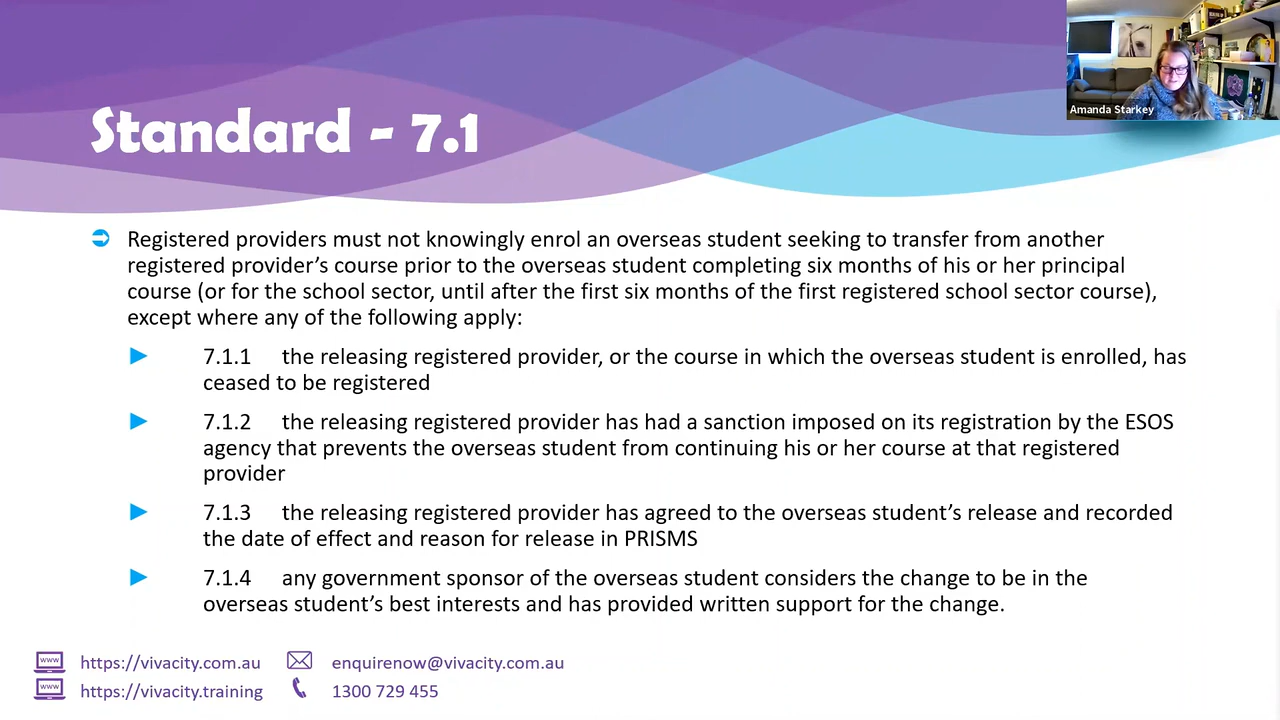 Amanda Starkey
Standard - 7.1
Registered providers must not knowingly enrol an overseas student seeking to transfer from another
registered provider’s course prior to the overseas student completing six months of his or her principal
course (or for the school sector, until after the first six months of the first registered school sector course),
except where any of the following apply:
7.1.1 the releasing registered provider, or the course in which the overseas student is enrolled, has
ceased to be registered
7.1.2 the releasing registered provider has had a sanction imposed on its registration by the ESOS
agency that prevents the overseas student from continuing his or her course at that registered
provider
7.1.3 the releasing registered provider has agreed to the overseas student’s release and recorded
the date of effect and reason for release in PRISMS
7.1.4 any government sponsor of the overseas student considers the change to be in the
overseas student’s best interests and has provided written support for the change.
www https://vivacity.com.au enquirenow@vivacity.com.au
www https://vivacity.training 1300 729 455